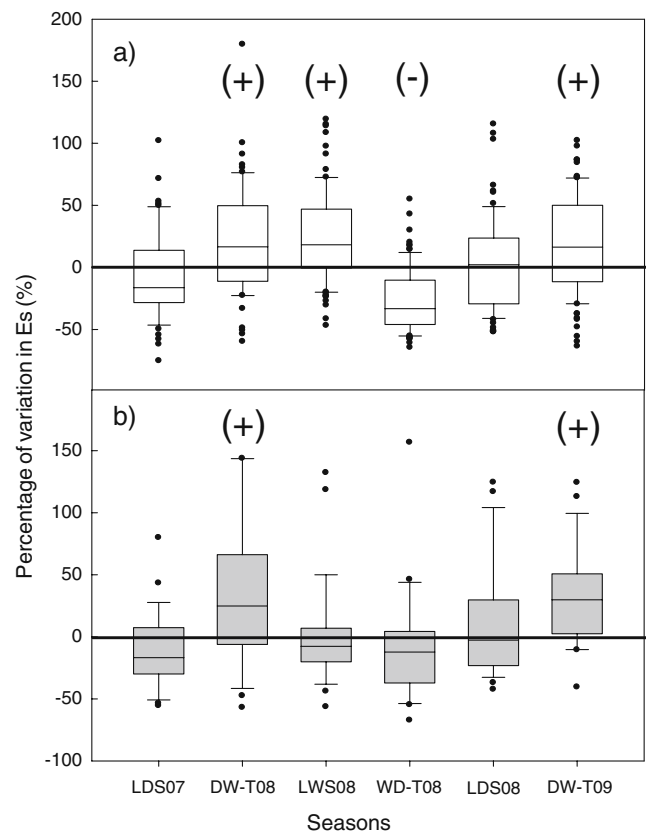 Percentage of variation in Es (%)
a)
200
150
100
50
0
-50
(+) (+) (-) (+)
b)
150
100
50
0
-50
-100
(+) (+)
LDS07 DW-T08 LWS08 WD-T08 LDS08 DW-T09
Seasons